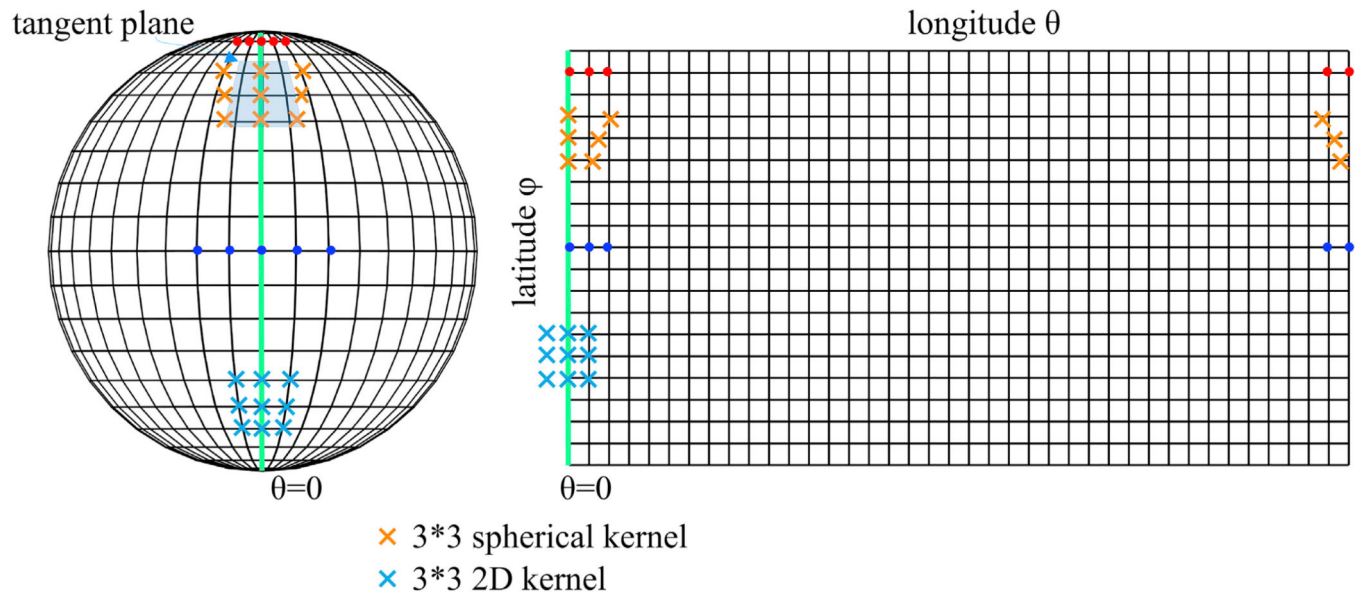 tangent plane
longitude θ
latitude φ
θ=0
θ=0
3*3 spherical kernel
3*3 2D kernel